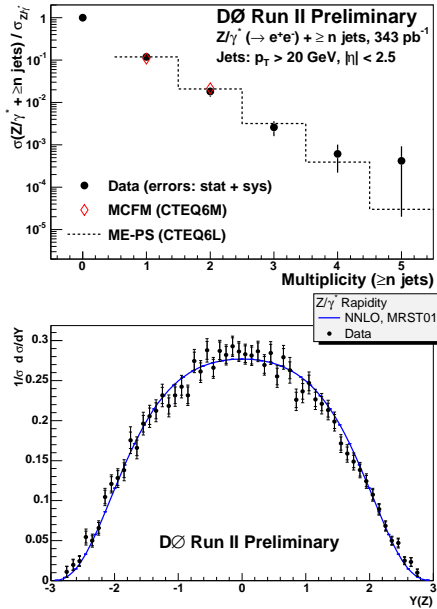 DØ Run II Preliminary
Z/γ* (→ e⁺e⁻) + ≥ n jets, 343 pb⁻¹
Jets: p_T > 20 GeV, |η| < 2.5
σ(Z/γ* + ≥n jets) / σ_Z/γ*
1
10⁻¹
10⁻²
10⁻³
10⁻⁴
10⁻⁵
Data (errors: stat + sys)
MCFM (CTEQ6M)
ME-PS (CTEQ6L)
0 1 2 3 4 5
Multiplicity (≥n jets)
Z/γ* Rapidity
NNLO, MRST01
Data
1/σ d σ/dY
0.3
0.25
0.2
0.15
0.1
0.05
0
DØ Run II Preliminary
-3 -2 -1 0 1 2 3
Y(Z)